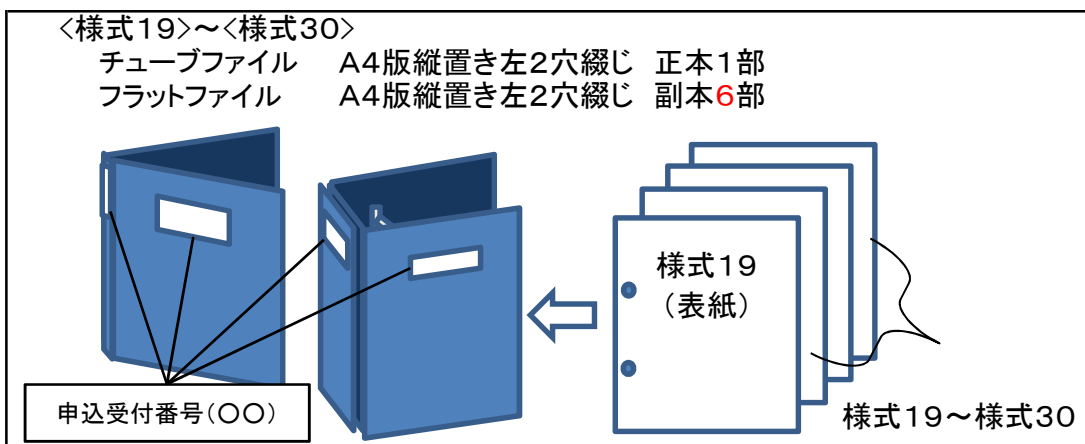 ＜様式19＞～＜様式30＞
チューブファイル　A4版縦置き左2穴綴じ　正本1部
フラットファイル　A4版縦置き左2穴綴じ　副本6部
様式19
（表紙）
申込受付番号（〇〇）
様式19～様式30